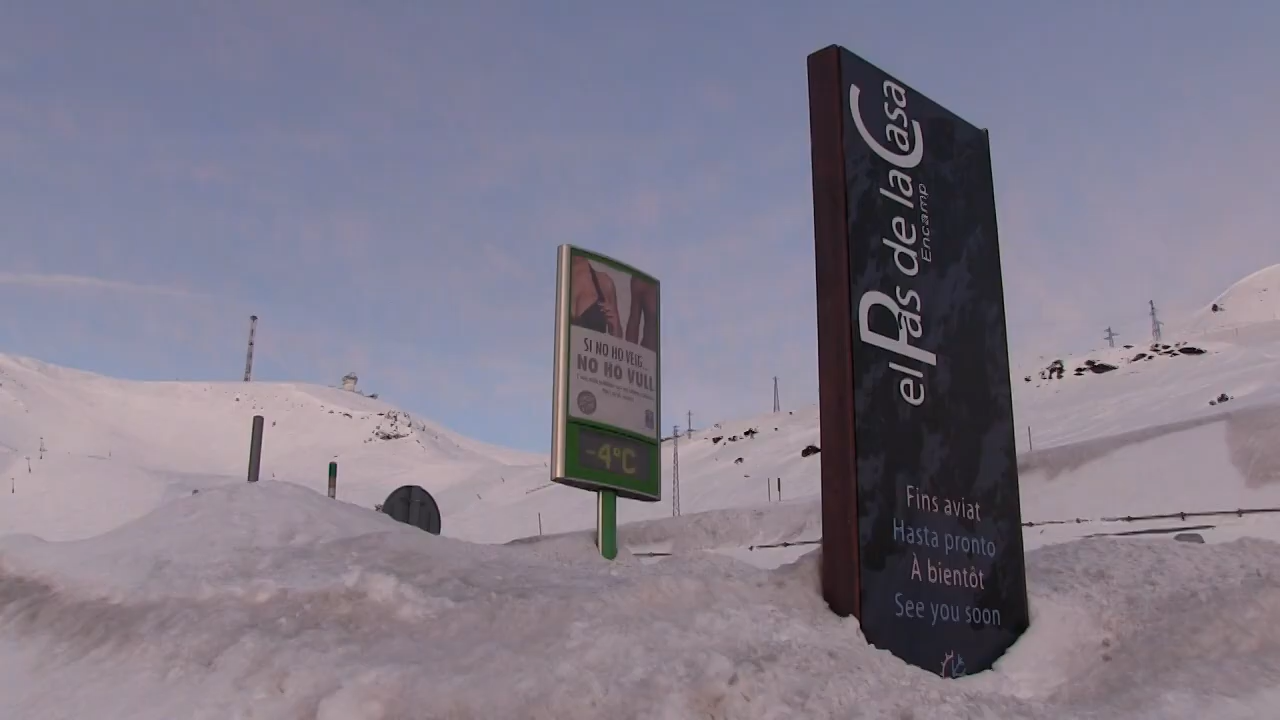 SI NO HO VEIG...
NO HO VULL
-4°C
el Pas de la Casa
Encamp
Fins aviat
Hasta pronto
À bientôt
See you soon